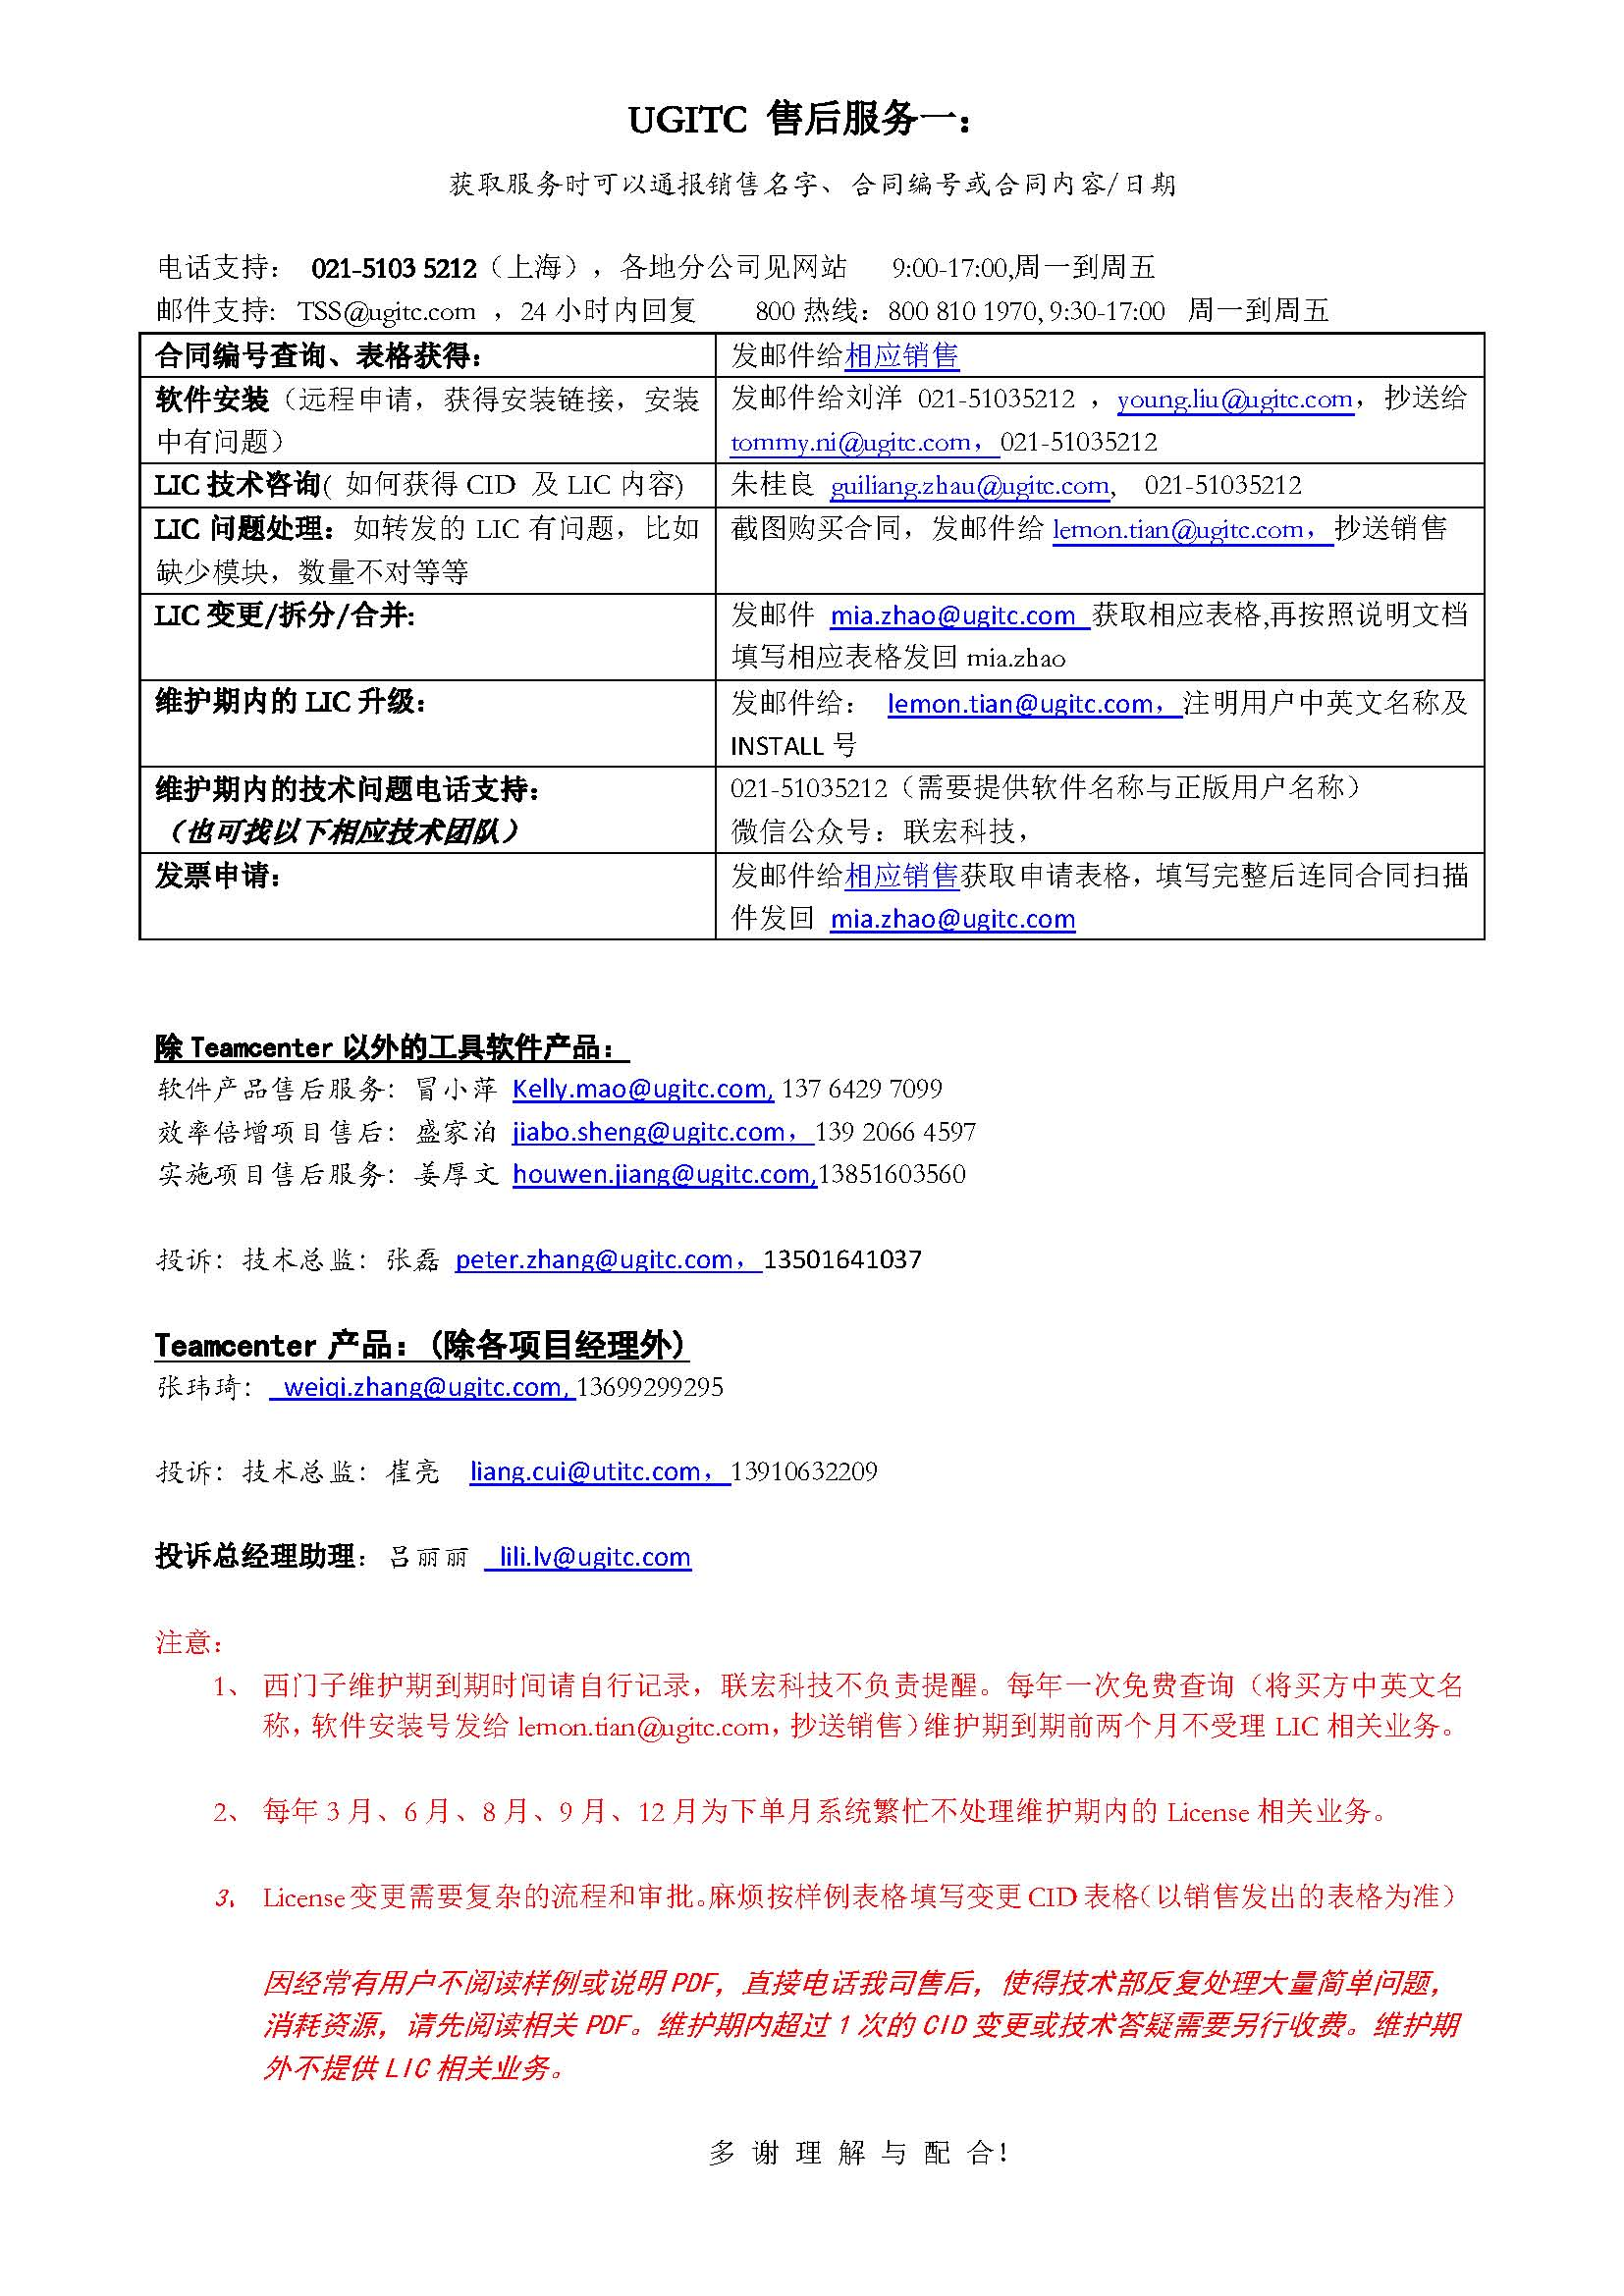 UGITC 售后服务一：
获取服务时可以通报销售名字、合同编号或合同内容/日期
电话支持： 021-5103 5212（上海），各地分公司见网站 9:00-17:00,周一到周五
邮件支持: TSS@ugitc.com ，24 小时内回复 800 热线：800 810 1970, 9:30-17:00 周一到周五
合同编号查询、表格获得： 发邮件给相应销售
软件安装（远程申请，获得安装链接，安装
中有问题）
发邮件给刘洋 021-51035212 ，young.liu@ugitc.com，抄送给
tommy.ni@ugitc.com，021-51035212
LIC 技术咨询( 如何获得 CID 及 LIC 内容) 朱桂良 guiliang.zhau@ugitc.com, 021-51035212
LIC 问题处理：如转发的 LIC 有问题，比如
缺少模块，数量不对等等
截图购买合同，发邮件给 lemon.tian@ugitc.com，抄送销售
LIC 变更/拆分/合并:
发邮件 mia.zhao@ugitc.com 获取相应表格,再按照说明文档
填写相应表格发回 mia.zhao
维护期内的 LIC 升级：
发邮件给： lemon.tian@ugitc.com，注明用户中英文名称及
INSTALL 号
维护期内的技术问题电话支持：
（也可找以下相应技术团队）
021-51035212（需要提供软件名称与正版用户名称）
微信公众号：联宏科技，
发票申请：
发邮件给相应销售获取申请表格，填写完整后连同合同扫描
件发回 mia.zhao@ugitc.com
除 Teamcenter 以外的工具软件产品：
软件产品售后服务：冒小萍 Kelly.mao@ugitc.com, 137 6429 7099
效率倍增项目售后：盛家泊 jiabo.sheng@ugitc.com，139 2066 4597
实施项目售后服务：姜厚文 houwen.jiang@ugitc.com,13851603560
投诉：技术总监：张磊 peter.zhang@ugitc.com，13501641037
Teamcenter 产品：(除各项目经理外)
张玮琦： weiqi.zhang@ugitc.com, 13699299295
投诉：技术总监：崔亮 liang.cui@utitc.com，13910632209
投诉总经理助理：吕丽丽 lili.lv@ugitc.com
注意：
1、 西门子维护期到期时间请自行记录，联宏科技不负责提醒。每年一次免费查询（将买方中英文名
称，软件安装号发给 lemon.tian@ugitc.com，抄送销售）维护期到期前两个月不受理 LIC 相关业务。
2、 每年 3 月、6 月、8 月、9 月、12 月为下单月系统繁忙不处理维护期内的 License 相关业务。
3、 License 变更需要复杂的流程和审批。麻烦按样例表格填写变更 CID 表格（以销售发出的表格为准）
因经常有用户不阅读样例或说明 PDF，直接电话我司售后，使得技术部反复处理大量简单问题，
消耗资源，请先阅读相关 PDF。维护期内超过 1 次的 CID 变更或技术答疑需要另行收费。维护期
外不提供 LIC 相关业务。
多 谢 理 解 与 配 合！